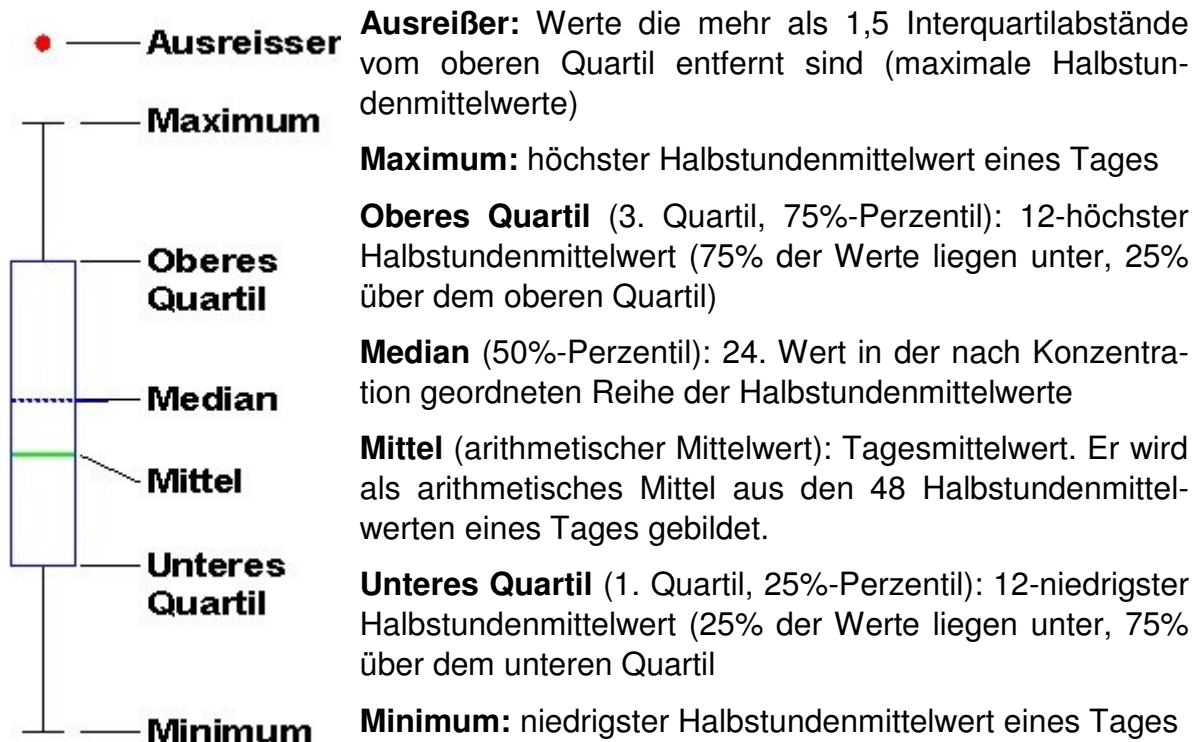 Ausreisser
Maximum
Oberes
Quartil
Median
Mittel
Unteres
Quartil
Minimum
Ausreißer: Werte die mehr als 1,5 Interquartilabstände
vom oberen Quartil entfernt sind (maximale Halbstun-
denmittelwerte)
Maximum: höchster Halbstundenmittelwert eines Tages
Oberes Quartil (3. Quartil, 75%-Perzentil): 12-höchster
Halbstundenmittelwert (75% der Werte liegen unter, 25%
über dem oberen Quartil)
Median (50%-Perzentil): 24. Wert in der nach Konzentra-
tion geordneten Reihe der Halbstundenmittelwerte
Mittel (arithmetischer Mittelwert): Tagesmittelwert. Er wird
als arithmetisches Mittel aus den 48 Halbstundenmittel-
werten eines Tages gebildet.
Unteres Quartil (1. Quartil, 25%-Perzentil): 12-niedrigster
Halbstundenmittelwert (25% der Werte liegen unter, 75%
über dem unteren Quartil
Minimum: niedrigster Halbstundenmittelwert eines Tages